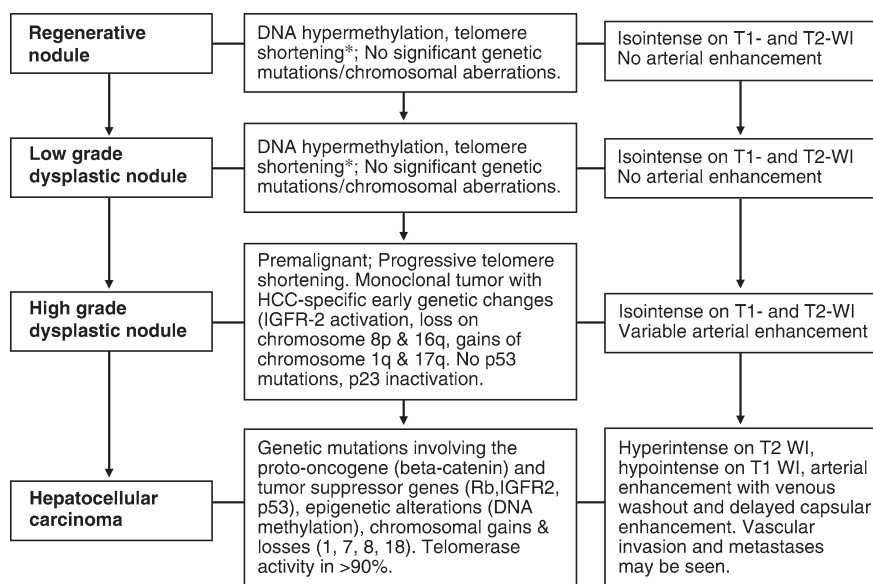 Regenerative
nodule
DNA hypermethylation, telomere
shortening*; No significant genetic
mutations/chromosomal aberrations.
Isointense on T1- and T2-WI
No arterial enhancement
Low grade
dysplastic nodule
DNA hypermethylation, telomere
shortening*; No significant genetic
mutations/chromosomal aberrations.
Isointense on T1- and T2-WI
No arterial enhancement
High grade
dysplastic nodule
Premalignant; Progressive telomere
shortening. Monoclonal tumor with
HCC-specific early genetic changes
(IGFR-2 activation, loss on
chromosome 8p & 16q, gains of
chromosome 1q & 17q. No p53
mutations, p23 inactivation.
Isointense on T1- and T2-WI
Variable arterial enhancement
Hepatocellular
carcinoma
Genetic mutations involving the
proto-oncogene (beta-catenin) and
tumor suppressor genes (Rb,IGFR2,
p53), epigenetic alterations (DNA
methylation), chromosomal gains &
losses (1, 7, 8, 18). Telomerase
activity in >90%.
Hyperintense on T2 WI,
hypointense on T1 WI, arterial
enhancement with venous
washout and delayed capsular
enhancement. Vascular
invasion and metastases
may be seen.